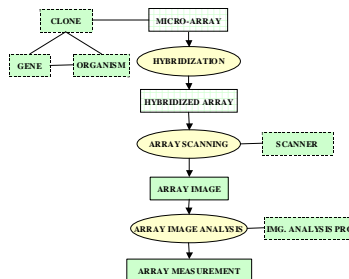 CLONE
MICRO-ARRAY
HYBRIDIZATION
GENE
ORGANISM
HYBRIDIZED ARRAY
ARRAY SCANNING
SCANNER
ARRAY IMAGE
ARRAY IMAGE ANALYSIS
IMG. ANALYSIS PRO
ARRAY MEASUREMENT